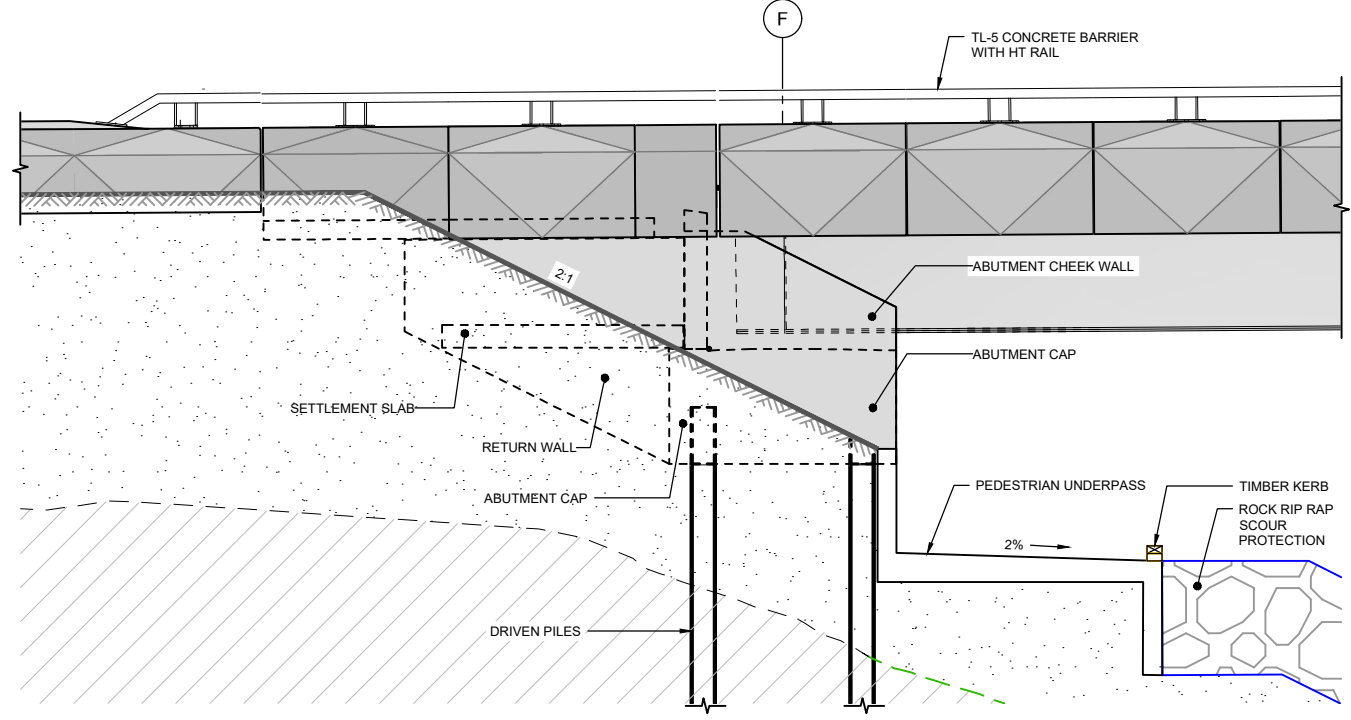 F
TL-5 CONCRETE BARRIER
WITH HT RAIL
2:1
ABUTMENT CHEEK WALL
ABUTMENT CAP
SETTLEMENT SLAB
RETURN WALL
ABUTMENT CAP
PEDESTRIAN UNDERPASS
TIMBER KERB
ROCK RIP RAP
SCOUR
PROTECTION
2%
DRIVEN PILES